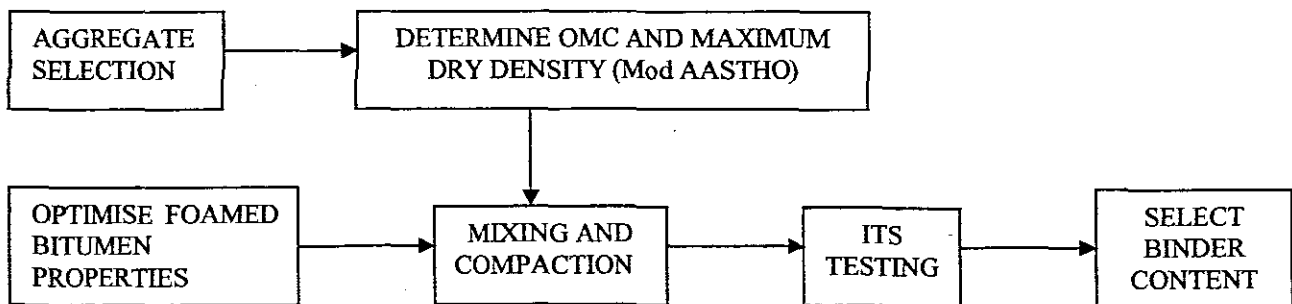 AGGREGATE
SELECTION
DETERMINE OMC AND MAXIMUM
DRY DENSITY (Mod AASTHO)
OPTIMISE FOAMED
BITUMEN
PROPERTIES
MIXING AND
COMPACTION
ITS
TESTING
SELECT
BINDER
CONTENT